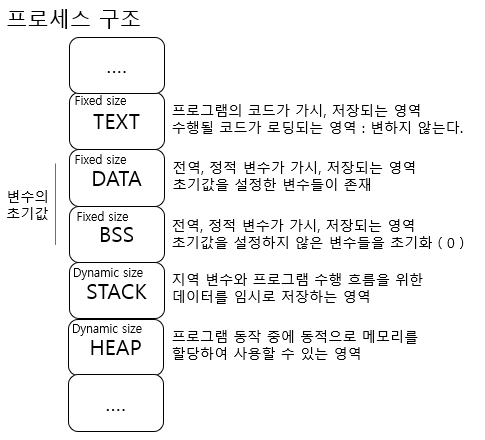 프로세스 구조
....
Fixed size
TEXT
프로그램의 코드가 가시, 저장되는 영역
수행될 코드가 로딩되는 영역 : 변하지 않는다.
변수의
초기값
Fixed size
DATA
전역, 정적 변수가 가시, 저장되는 영역
초기값을 설정한 변수들이 존재
Fixed size
BSS
전역, 정적 변수가 가시, 저장되는 영역
초기값을 설정하지 않은 변수들을 초기화 ( 0 )
Dynamic size
STACK
지역 변수와 프로그램 수행 흐름을 위한
데이터를 임시로 저장하는 영역
Dynamic size
HEAP
프로그램 동작 중에 동적으로 메모리를
할당하여 사용할 수 있는 영역
....